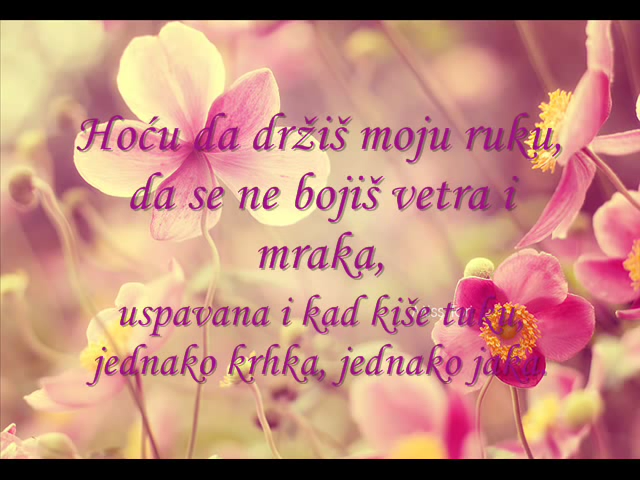 Hoću da držiš moju ruku,
da se ne bojiš vetra i
mraka,
uspavana i kad kiše tuku,
jednako krhka, jednako jaka.